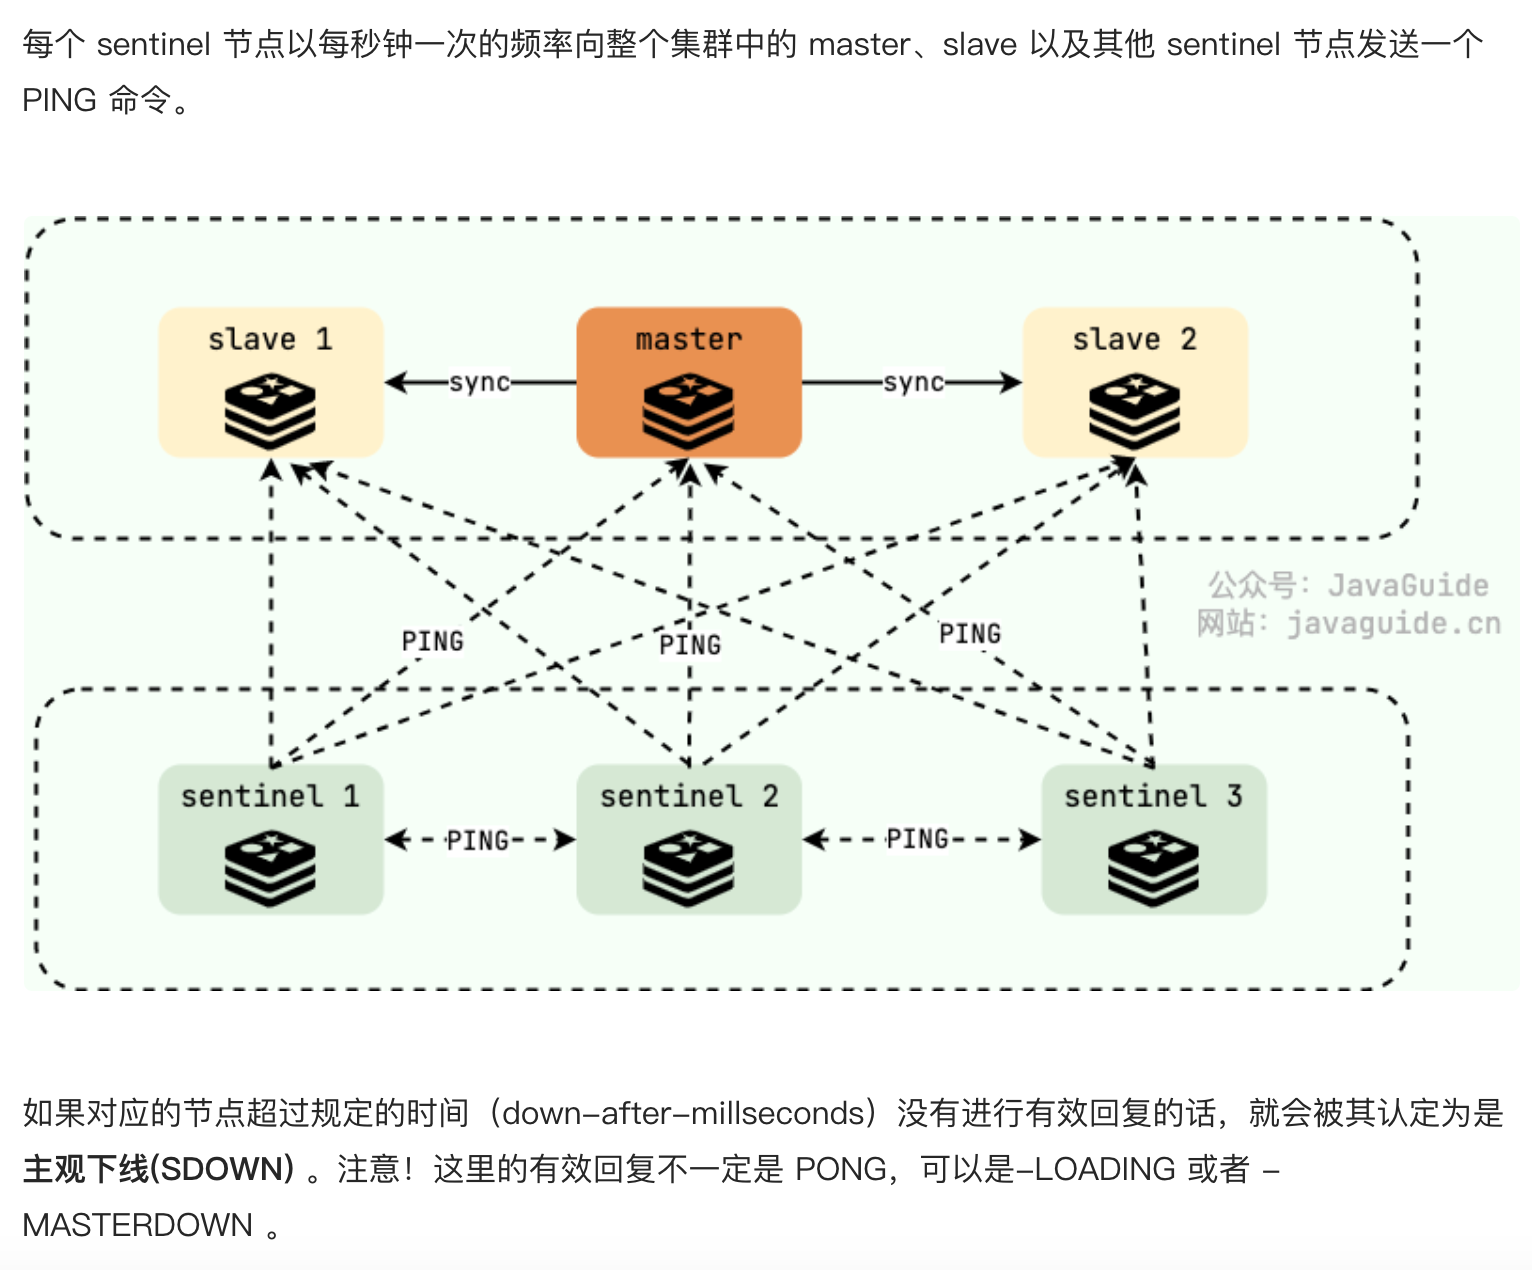 每个 sentinel 节点以每秒钟一次的频率向整个集群中的 master、slave 以及其他 sentinel 节点发送一个
PING 命令。
slave 1
master
slave 2
sync
sync
公众号：JavaGuide
网站：javaguide.cn
PING
PING
PING
sentinel 1
sentinel 2
sentinel 3
PING
PING
如果对应的节点超过规定的时间（down-after-millseconds）没有进行有效回复的话，就会被其认定为是
主观下线(SDOWN) 。注意！这里的有效回复不一定是 PONG，可以是-LOADING 或者 -
MASTERDOWN 。